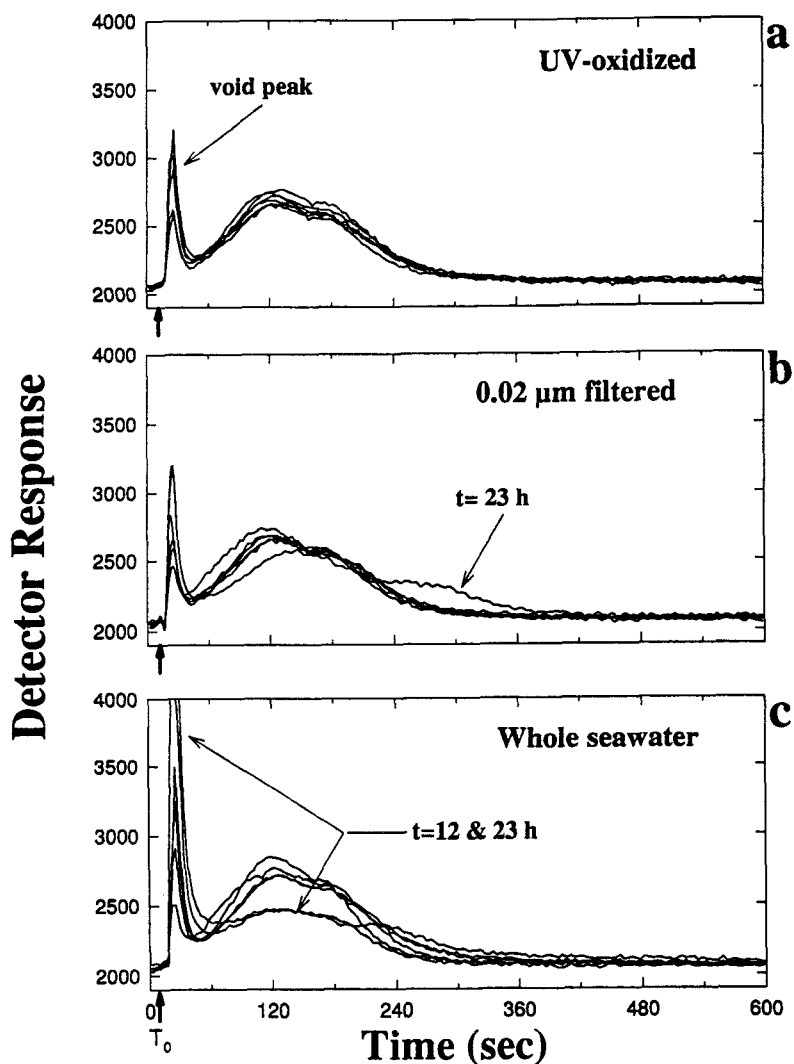 Detector Response
a
UV-oxidized
void peak
4000
3500
3000
2500
2000
b
0.02 µm filtered
t= 23 h
4000
3500
3000
2500
2000
c
Whole seawater
t=12 & 23 h
4000
3500
3000
2500
2000
0 120 240 360 480 600
T₀
Time (sec)